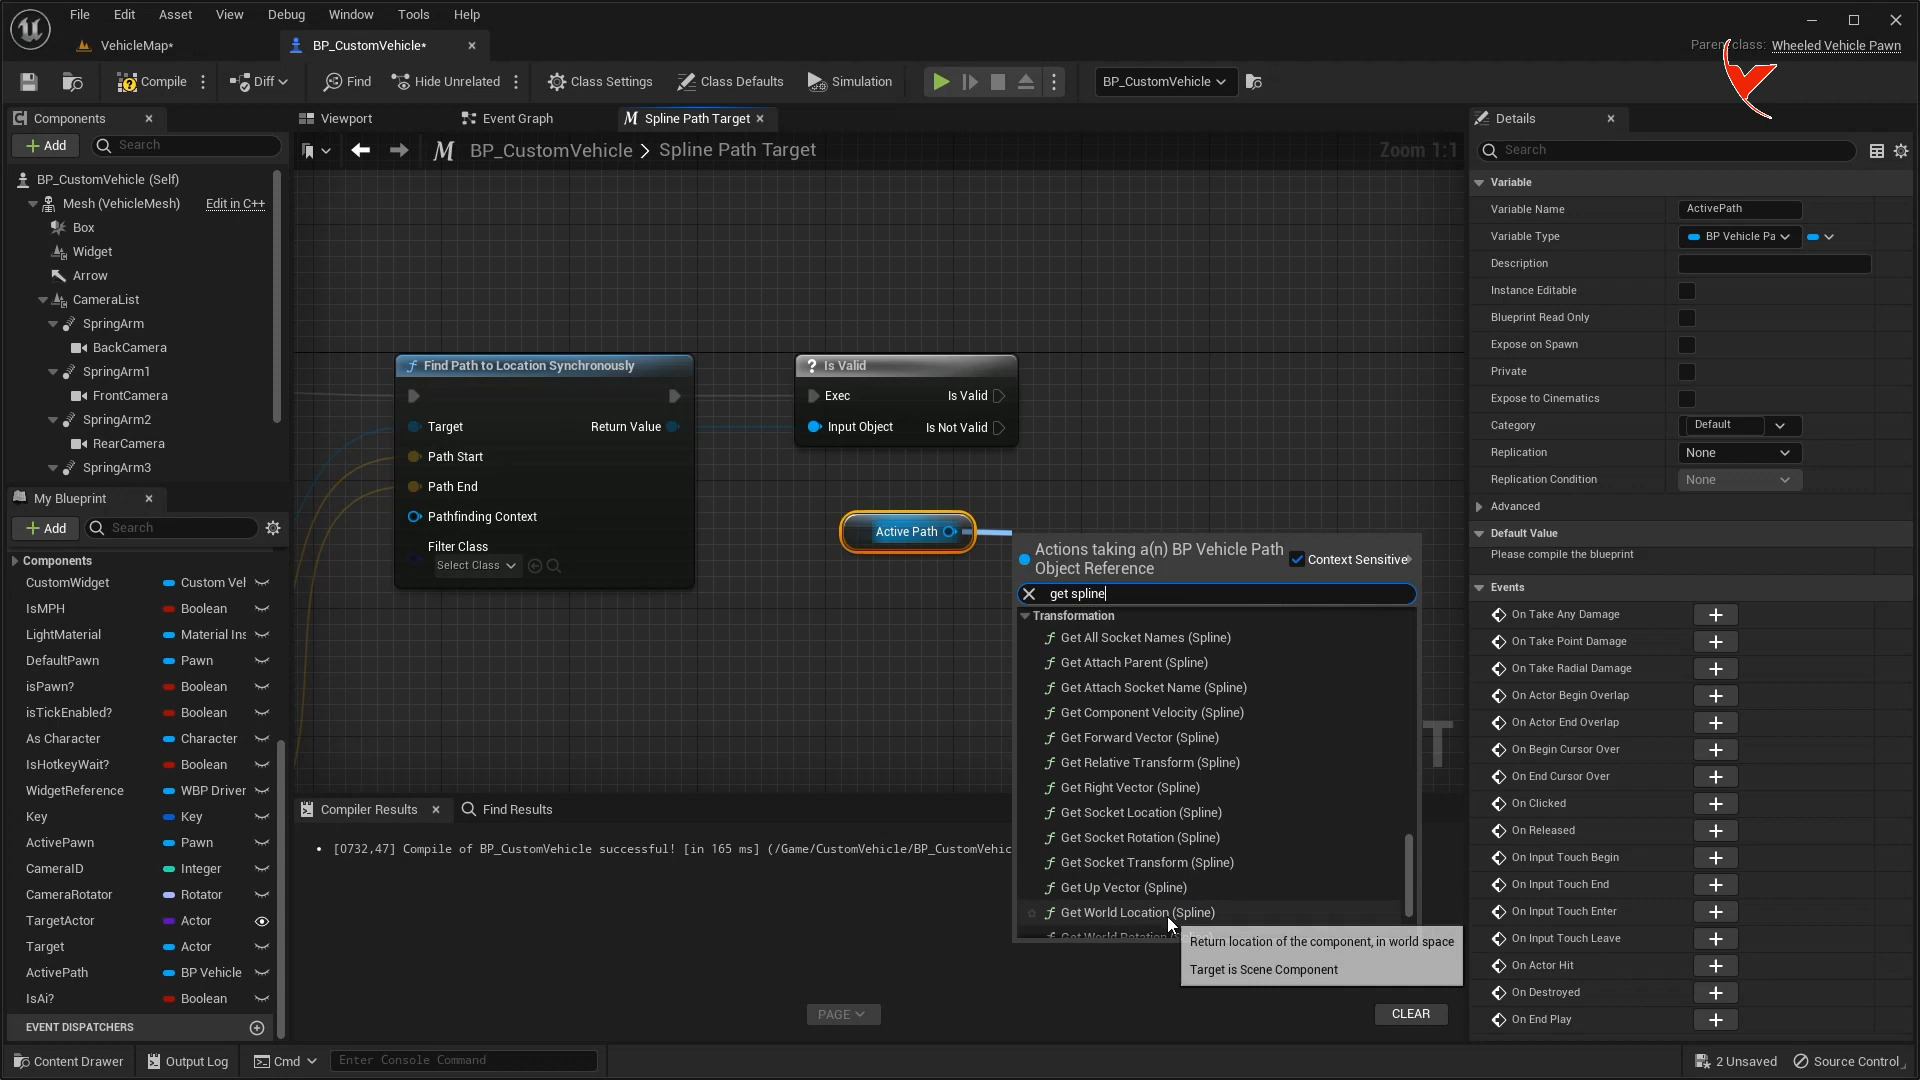 File Edit Asset View Debug Window Tools Help
VehicleMap*
BP_CustomVehicle*
Parent class: Wheeled Vehicle Pawn
Compile
Diff
Find
Hide Unrelated
Class Settings
Class Defaults
Simulation
BP_CustomVehicle
Components
Viewport
Event Graph
Spline Path Target
Details
Add
Search
BP_CustomVehicle > Spline Path Target
Zoom 1:1
Search
BP_CustomVehicle (Self)
Mesh (VehicleMesh)
Edit in C++
Box
Widget
Arrow
CameraList
SpringArm
BackCamera
SpringArm1
FrontCamera
SpringArm2
RearCamera
SpringArm3
My Blueprint
Add
Search
Components
CustomWidget Custom Vel
IsMPH Boolean
LightMaterial Material Ins
DefaultPawn Pawn
isPawn? Boolean
isTickEnabled? Boolean
As Character Character
IsHotkeyWait? Boolean
WidgetReference WBP Driver
Key Key
ActivePawn Pawn
CameraID Integer
CameraRotator Rotator
TargetActor Actor
Target Actor
ActivePath BP Vehicle
IsAi? Boolean
EVENT DISPATCHERS
Find Path to Location Synchronously
Target
Return Value
Path Start
Path End
Pathfinding Context
Filter Class
Select Class
Is Valid
Exec Is Valid
Input Object Is Not Valid
Active Path
Actions taking a(n) BP Vehicle Path
Object Reference
Context Sensitive
get spline
Transformation
Get All Socket Names (Spline)
Get Attach Parent (Spline)
Get Attach Socket Name (Spline)
Get Component Velocity (Spline)
Get Forward Vector (Spline)
Get Relative Transform (Spline)
Get Right Vector (Spline)
Get Socket Location (Spline)
Get Socket Rotation (Spline)
Get Socket Transform (Spline)
Get Up Vector (Spline)
Get World Location (Spline)
Return location of the component, in world space
Target is Scene Component
Compiler Results
Find Results
[0732,47] Compile of BP_CustomVehicle successful! [in 165 ms] (/Game/CustomVehicle/BP_CustomVehic
PAGE
CLEAR
Variable
Variable Name ActivePath
Variable Type BP Vehicle Pa
Description
Instance Editable
Blueprint Read Only
Expose on Spawn
Private
Expose to Cinematics
Category Default
Replication None
Replication Condition None
Advanced
Default Value
Please compile the blueprint
Events
On Take Any Damage
On Take Point Damage
On Take Radial Damage
On Actor Begin Overlap
On Actor End Overlap
On Begin Cursor Over
On End Cursor Over
On Clicked
On Released
On Input Touch Begin
On Input Touch End
On Input Touch Enter
On Input Touch Leave
On Actor Hit
On Destroyed
On End Play
Content Drawer
Output Log
Cmd
Enter Console Command
2 Unsaved
Source Control